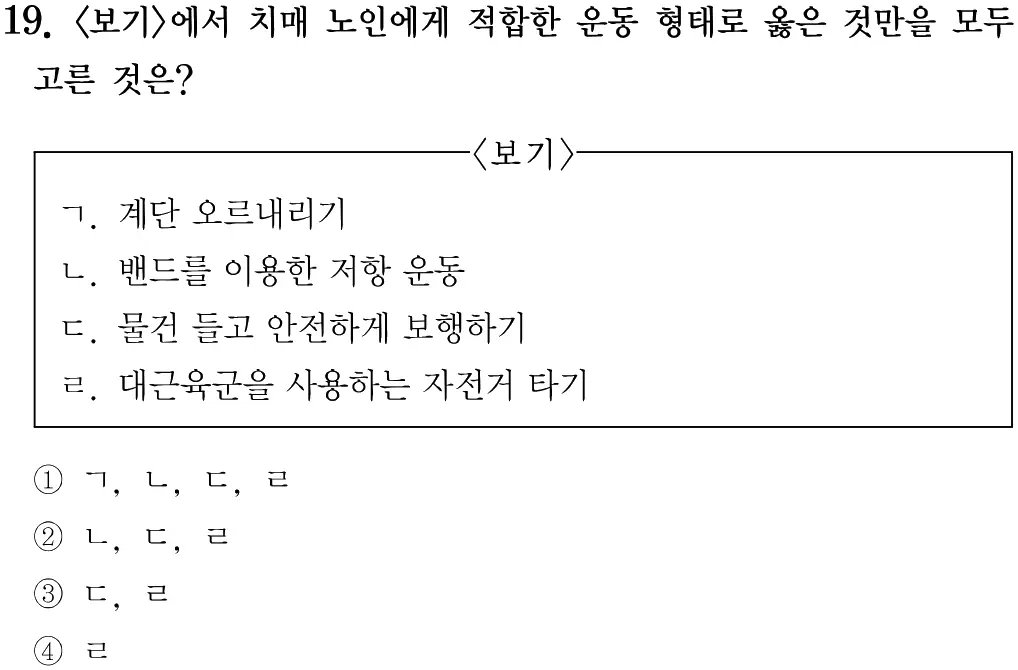 19. 〈보기〉에서 치매 노인에게 적합한 운동 형태로 옳은 것만을 모두
고른 것은?
〈보기〉
ㄱ. 계단 오르내리기
ㄴ. 밴드를 이용한 저항 운동
ㄷ. 물건 들고 안전하게 보행하기
ㄹ. 대근육군을 사용하는 자전거 타기
① ㄱ, ㄴ, ㄷ, ㄹ
② ㄴ, ㄷ, ㄹ
③ ㄷ, ㄹ
④ ㄹ